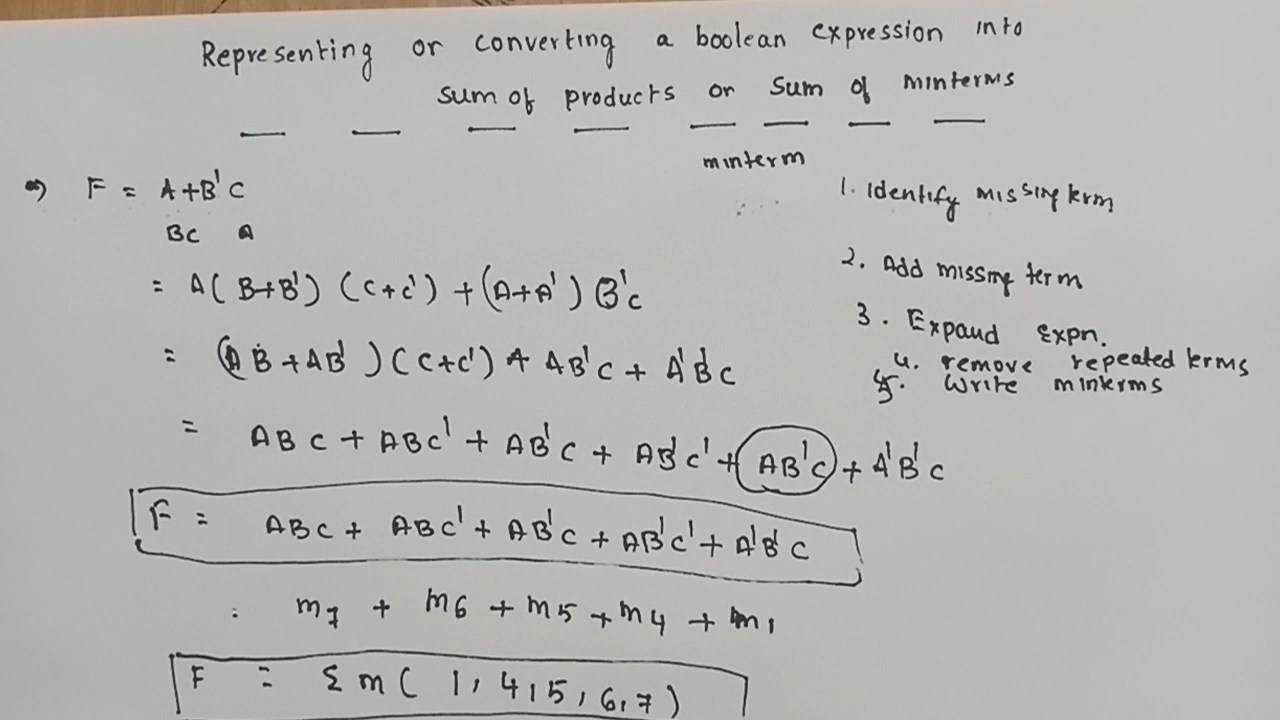 Representing or converting a boolean expression into
sum of products or Sum of minterms
minterm
⇒ F = A+B'C
BC A
= A(B+B') (C+C') + (A+A') B'C
= (AB+AB')(C+C') + AB'C + A'B'C
= ABC + ABC' + AB'C + AB'C' + AB'C + A'B'C
F = ABC + ABC' + AB'C + AB'C' + A'B'C
: m7 + m6 + m5 + m4 + m1
F = Σm( 1, 4, 5, 6, 7)
1. Identify missing term
2. Add missing term
3. Expand expn.
4. remove repeated terms
5. Write minterms